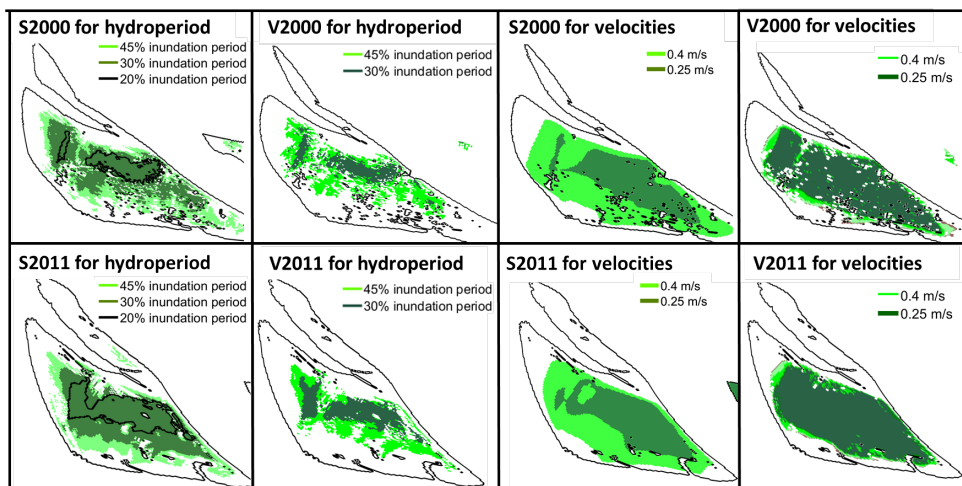 S2000 for hydroperiod
45% inundation period
30% inundation period
20% inundation period
V2000 for hydroperiod
45% inundation period
30% inundation period
S2000 for velocities
0.4 m/s
0.25 m/s
V2000 for velocities
0.4 m/s
0.25 m/s
S2011 for hydroperiod
45% inundation period
30% inundation period
20% inundation period
V2011 for hydroperiod
45% inundation period
30% inundation period
S2011 for velocities
0.4 m/s
0.25 m/s
V2011 for velocities
0.4 m/s
0.25 m/s